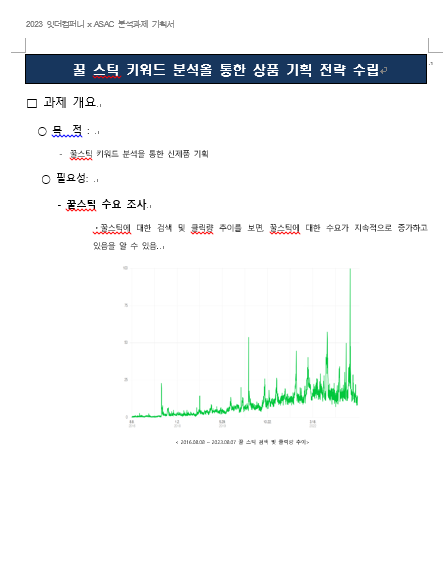 2023 잇더컴퍼니 x ASAC 분석과제 기획서
꿀 스틱 키워드 분석을 통한 상품 기획 전략 수립
□ 과제 개요
○ 목 적 :
- 꿀스틱 키워드 분석을 통한 신제품 기획
○ 필요성:
- 꿀스틱 수요 조사
·꿀스틱에 대한 검색 및 클릭량 추이를 보면, 꿀스틱에 대한 수요가 지속적으로 증가하고
있음을 알 수 있음.
< 2016.08.08 ~ 2023.08.07 꿀 스틱 검색 및 클릭량 추이>